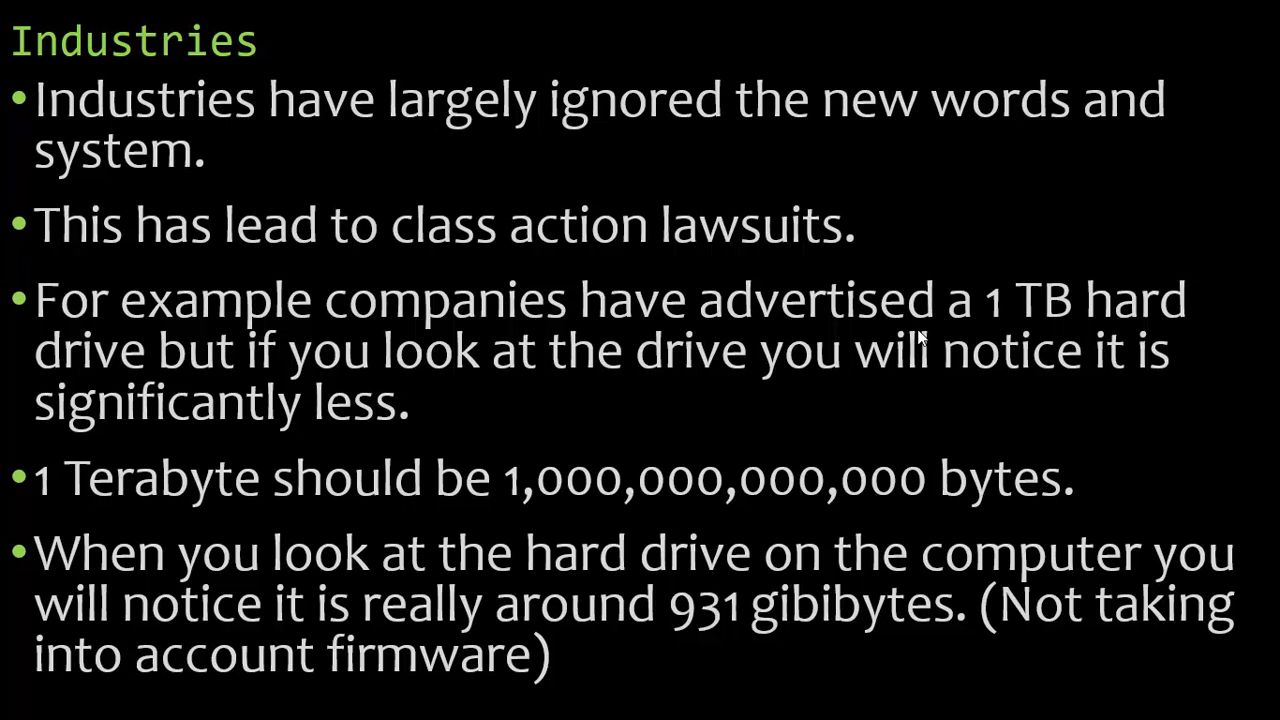 Industries
•Industries have largely ignored the new words and
system.
•This has lead to class action lawsuits.
•For example companies have advertised a 1 TB hard
drive but if you look at the drive you will notice it is
significantly less.
•1 Terabyte should be 1,000,000,000,000 bytes.
•When you look at the hard drive on the computer you
will notice it is really around 931 gibibytes. (Not taking
into account firmware)